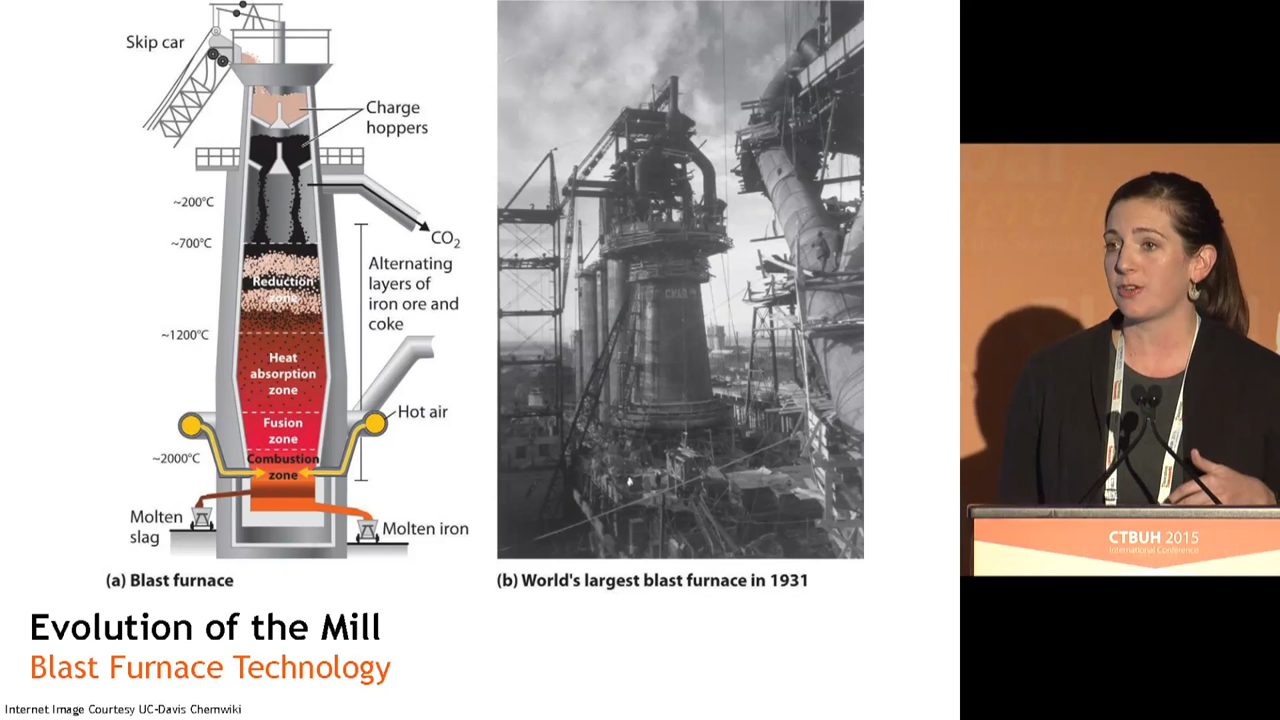 Skip car
Charge
hoppers
~200°C
~700°C
CO2
Alternating
layers of
iron ore and
coke
Reduction
zone
~1200°C
Heat
absorption
zone
Hot air
Fusion
zone
~2000°C
Combustion
zone
Molten
slag
Molten iron
(a) Blast furnace
(b) World's largest blast furnace in 1931
Evolution of the Mill
Blast Furnace Technology
Internet Image Courtesy UC-Davis Chemwiki
CTBUH 2015
International Conference